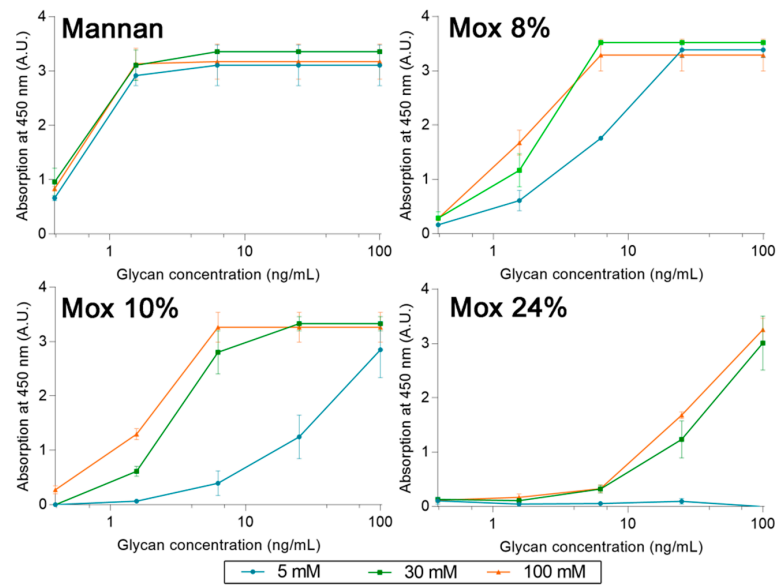 Mannan
Absorption at 450 nm (A.U.)
4
3
2
1
0
1
10
100
Glycan concentration (ng/mL)
Mox 8%
Absorption at 450 nm (A.U.)
4
3
2
1
0
1
10
100
Glycan concentration (ng/mL)
Mox 10%
Absorption at 450 nm (A.U.)
4
3
2
1
0
1
10
100
Glycan concentration (ng/mL)
Mox 24%
Absorption at 450 nm (A.U.)
4
3
2
1
0
1
10
100
Glycan concentration (ng/mL)
5 mM 30 mM 100 mM